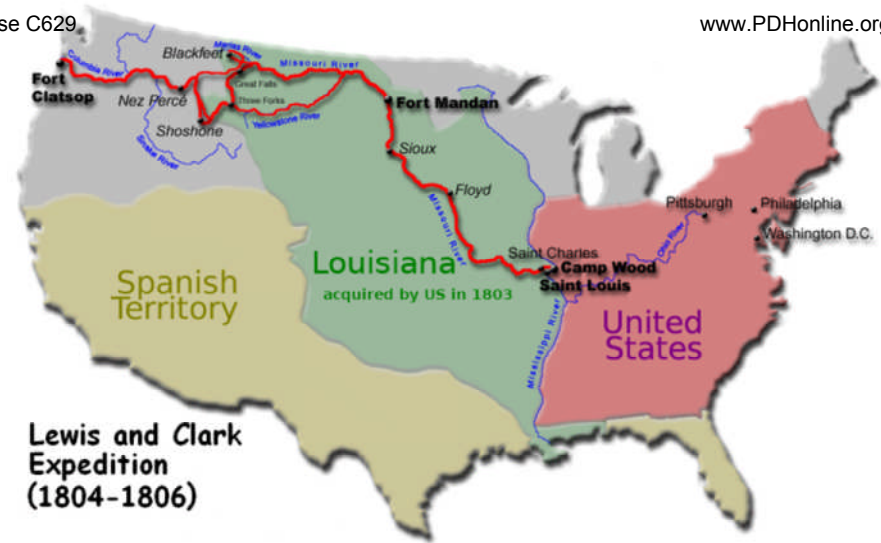 se C629
www.PDHonline.org
Blackfeet
Marias River
Missouri River
Columbia River
Fort
Clatsop
Great Falls
Nez Perce
Three Forks
Fort Mandan
Yellowstone River
Shoshone
Snake River
Sioux
Floyd
Missouri River
Pittsburgh
Philadelphia
Ohio River
Washington D.C.
Saint Charles
Camp Wood
Saint Louis
Spanish
Territory
Louisiana
acquired by US in 1803
Mississippi River
United
States
Lewis and Clark
Expedition
(1804-1806)